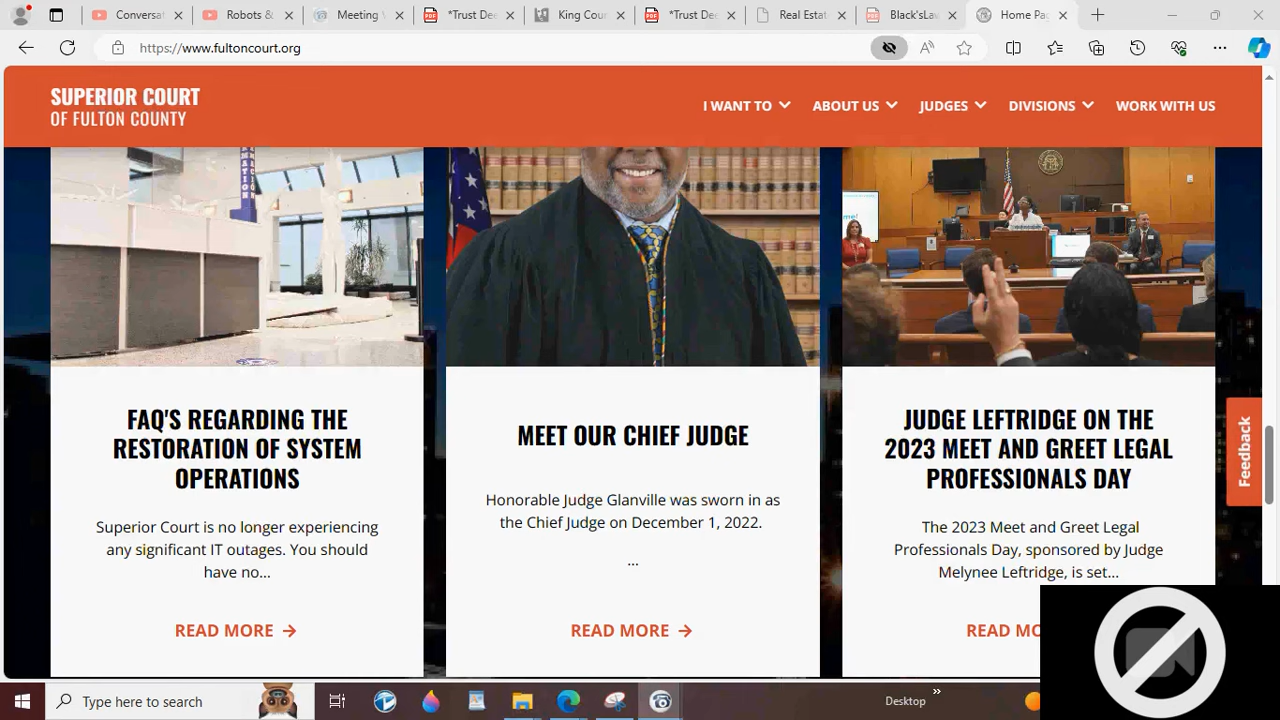 Conversat
Robots &
Meeting
*Trust Dee
King Cour
*Trust Dee
Real Estat
Black'sLav
Home Pag
https://www.fultoncourt.org
SUPERIOR COURT
OF FULTON COUNTY
I WANT TO
ABOUT US
JUDGES
DIVISIONS
WORK WITH US
FAQ'S REGARDING THE
RESTORATION OF SYSTEM
OPERATIONS
Superior Court is no longer experiencing
any significant IT outages. You should
have no...
READ MORE →
MEET OUR CHIEF JUDGE
Honorable Judge Glanville was sworn in as
the Chief Judge on December 1, 2022.
...
READ MORE →
JUDGE LEFTRIDGE ON THE
2023 MEET AND GREET LEGAL
PROFESSIONALS DAY
The 2023 Meet and Greet Legal
Professionals Day, sponsored by Judge
Melynee Leftridge, is set...
READ MO
Feedback
Type here to search
Desktop